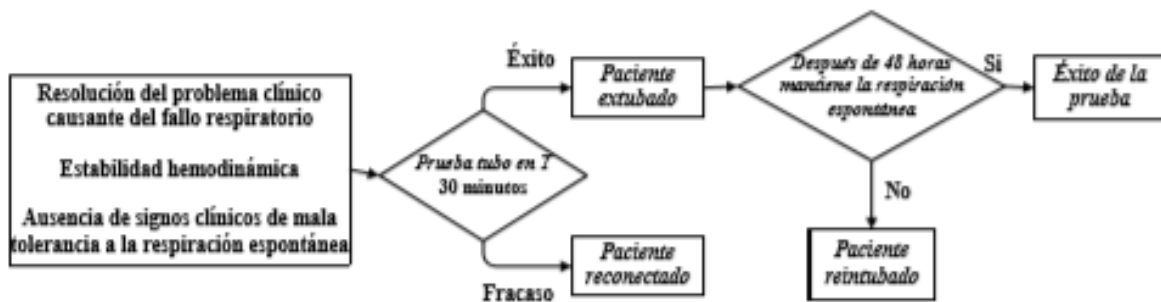 Resolución del problema clínico
causante del fallo respiratorio
Estabilidad hemodinámica
Ausencia de signos clínicos de mala
tolerancia a la respiración espontánea
Prueba tubo en T
30 minutos
Éxito
Paciente
extubado
Fracaso
Paciente
reconectado
Después de 48 horas
mantiene la respiración
espontánea
Si
Éxito de la
prueba
No
Paciente
reintubado